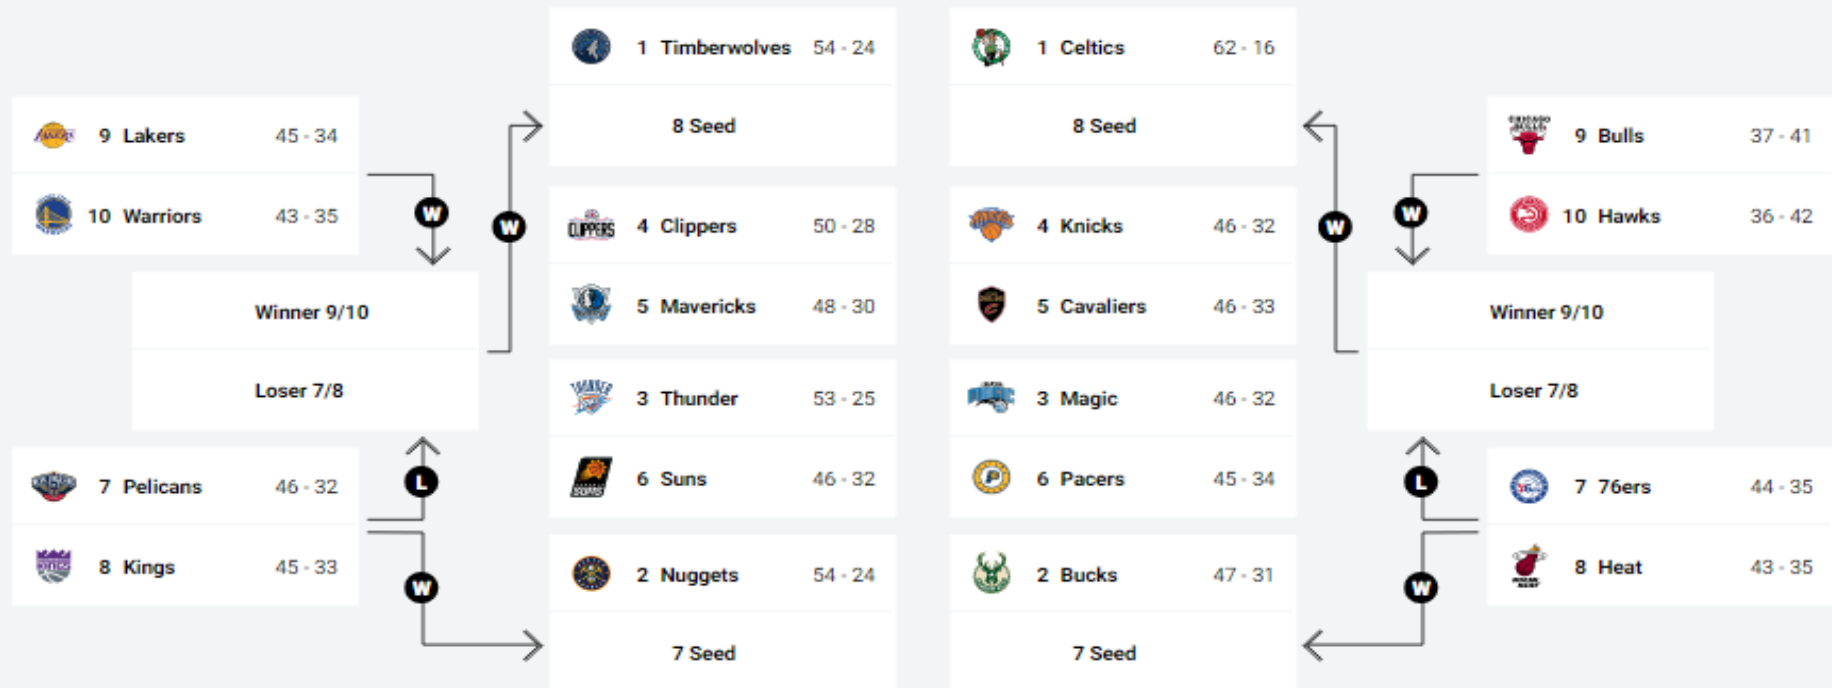 1 Timberwolves 54 - 24
8 Seed
9 Lakers 45 - 34
10 Warriors 43 - 35
W
W
4 Clippers 50 - 28
5 Mavericks 48 - 30
Winner 9/10
Loser 7/8
3 Thunder 53 - 25
6 Suns 46 - 32
7 Pelicans 46 - 32
8 Kings 45 - 33
L
W
2 Nuggets 54 - 24
7 Seed
1 Celtics 62 - 16
8 Seed
9 Bulls 37 - 41
10 Hawks 36 - 42
W
W
4 Knicks 46 - 32
5 Cavaliers 46 - 33
Winner 9/10
Loser 7/8
3 Magic 46 - 32
6 Pacers 45 - 34
7 76ers 44 - 35
8 Heat 43 - 35
L
W
2 Bucks 47 - 31
7 Seed